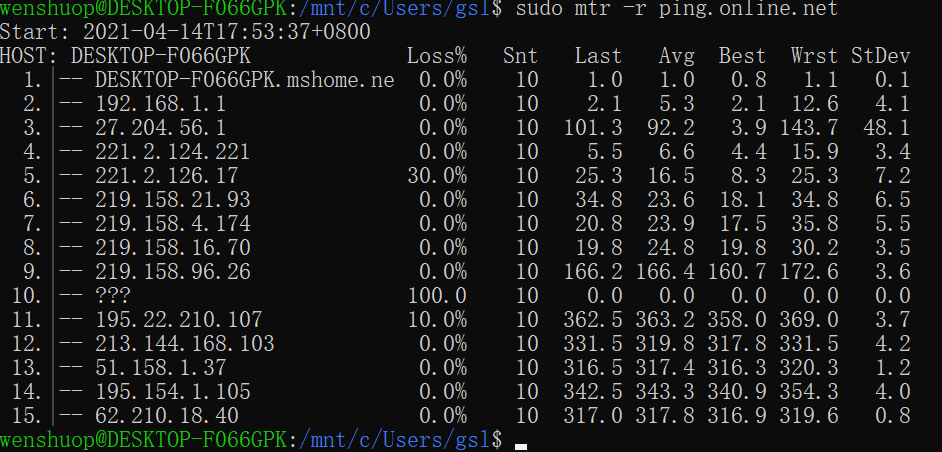 wenshuop@DESKTOP-F066GPK:/mnt/c/Users/gsl$ sudo mtr -r ping.online.net
Start: 2021-04-14T17:53:37+0800
HOST: DESKTOP-F066GPK Loss% Snt Last Avg Best Wrst StDev
1.|-- DESKTOP-F066GPK.mshome.ne 0.0% 10 1.0 1.0 0.8 1.1 0.1
2.|-- 192.168.1.1 0.0% 10 2.1 5.3 2.1 12.6 4.1
3.|-- 27.204.56.1 0.0% 10 101.3 92.2 3.9 143.7 48.1
4.|-- 221.2.124.221 0.0% 10 5.5 6.6 4.4 15.9 3.4
5.|-- 221.2.126.17 30.0% 10 25.3 16.5 8.3 25.3 7.2
6.|-- 219.158.21.93 0.0% 10 34.8 23.6 18.1 34.8 6.5
7.|-- 219.158.4.174 0.0% 10 20.8 23.9 17.5 35.8 5.5
8.|-- 219.158.16.70 0.0% 10 19.8 24.8 19.8 30.2 3.5
9.|-- 219.158.96.26 0.0% 10 166.2 166.4 160.7 172.6 3.6
10.|-- ??? 100.0 10 0.0 0.0 0.0 0.0 0.0
11.|-- 195.22.210.107 10.0% 10 362.5 363.2 358.0 369.0 3.7
12.|-- 213.144.168.103 0.0% 10 331.5 319.8 317.8 331.5 4.2
13.|-- 51.158.1.37 0.0% 10 316.5 317.4 316.3 320.3 1.2
14.|-- 195.154.1.105 0.0% 10 342.5 343.3 340.9 354.3 4.0
15.|-- 62.210.18.40 0.0% 10 317.0 317.8 316.9 319.6 0.8
wenshuop@DESKTOP-F066GPK:/mnt/c/Users/gsl$